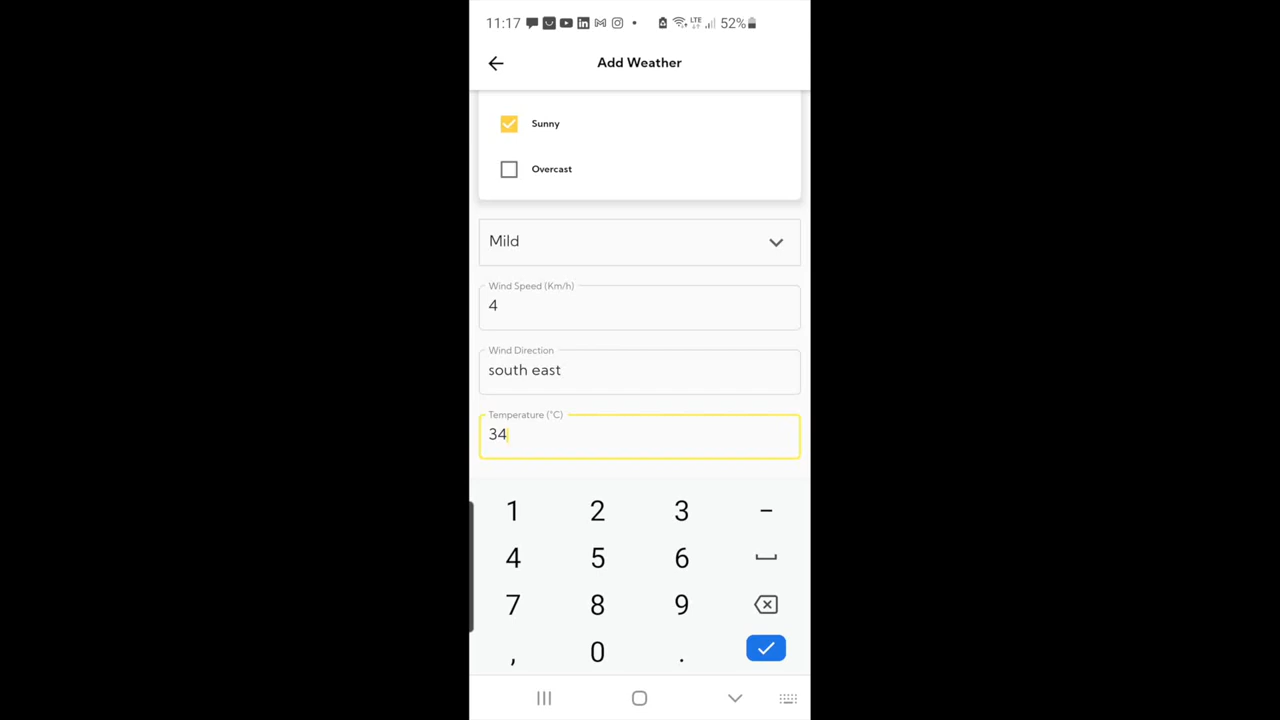 11:17 LTE 52%
Add Weather
Sunny
Overcast
Mild
Wind Speed (Km/h)
4
Wind Direction
south east
Temperature (°C)
34
1 2 3 -
4 5 6
7 8 9
, 0 .